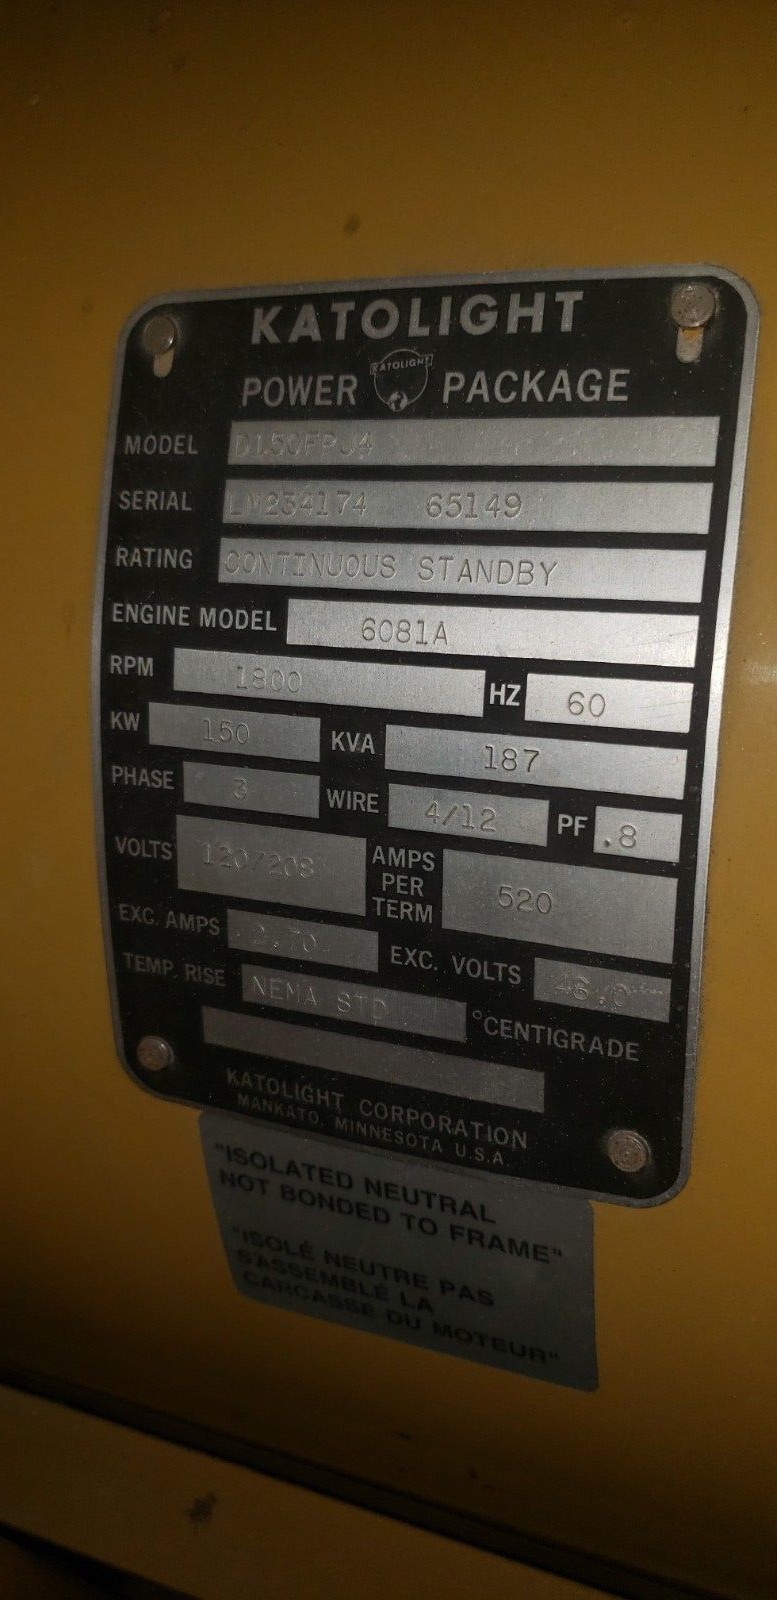 KATOLIGHT
POWER KATOLIGHT PACKAGE
MODEL D150FPJ4
SERIAL LM234174 65149
RATING CONTINUOUS STANDBY
ENGINE MODEL 6081A
RPM 1800 HZ 60
KW 150 KVA 187
PHASE 3 WIRE 4/12 PF .8
VOLTS 120/208 AMPS PER TERM 520
EXC. AMPS 2.70 EXC. VOLTS 46.0
TEMP. RISE NEMA STD °CENTIGRADE
KATOLIGHT CORPORATION
MANKATO, MINNESOTA U.S.A.
"ISOLATED NEUTRAL
NOT BONDED TO FRAME"
"ISOLÉ NEUTRE PAS
S'ASSEMBLÉ LA
CARCASSE DU MOTEUR"